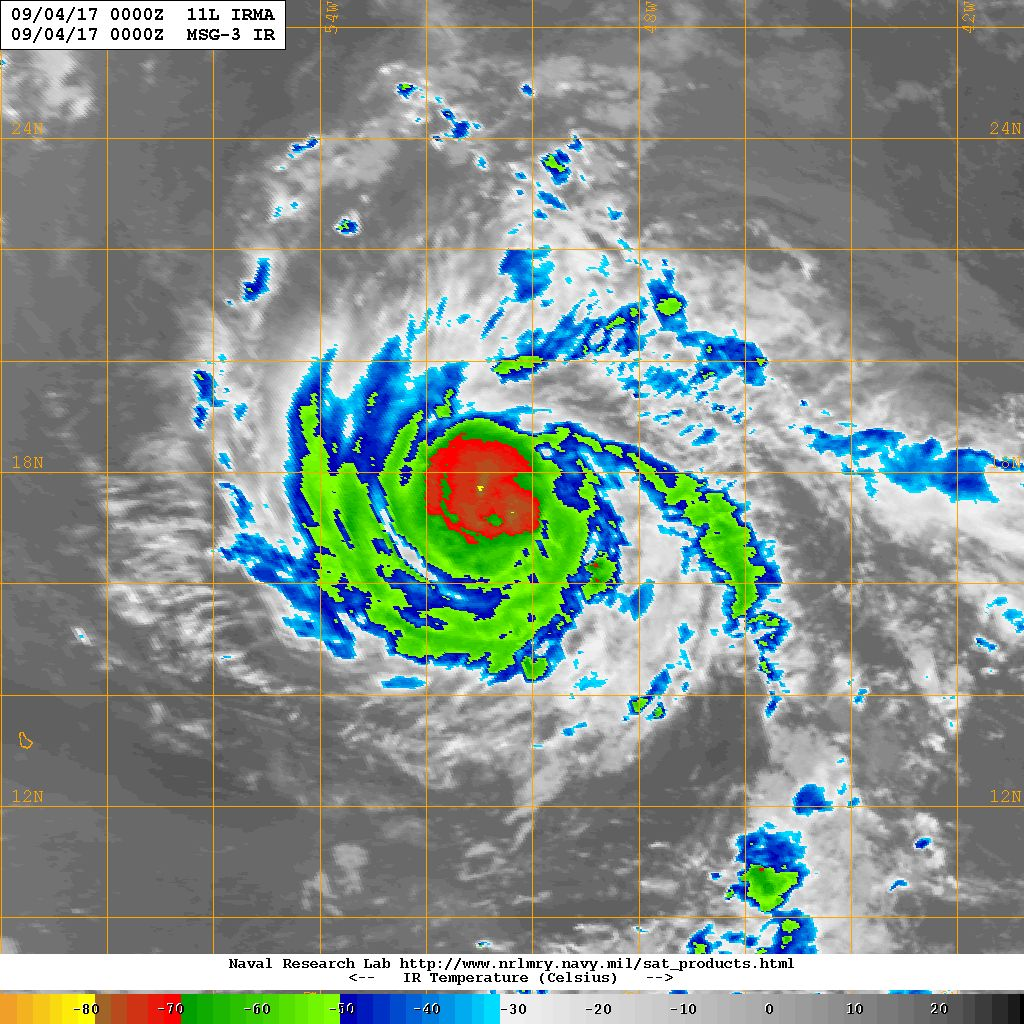 09/04/17 0000Z 11L IRMA
09/04/17 0000Z MSG-3 IR
54W
48W
42W
24N 24N
18N 18N
12N 12N
Naval Research Lab http://www.nrlmry.navy.mil/sat_products.html
<-- IR Temperature (Celsius) -->
-80 -70 -60 -50 -40 -30 -20 -10 0 10 20